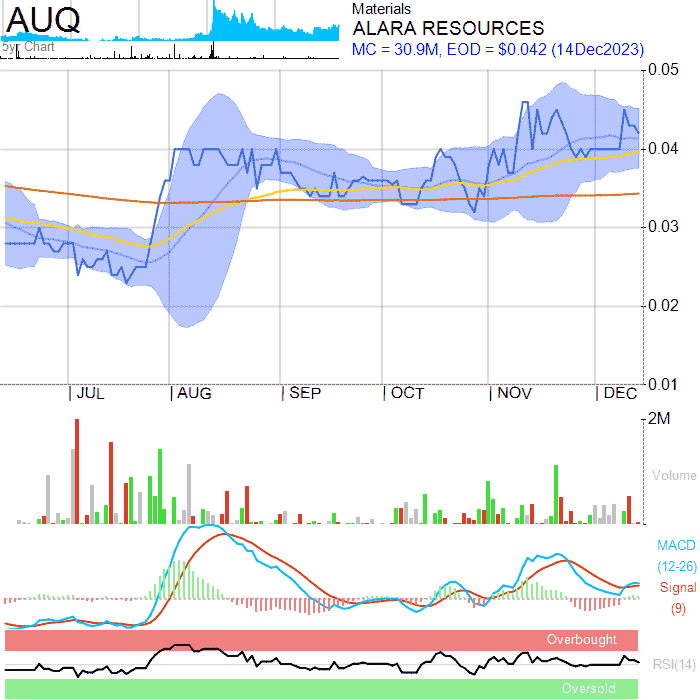 AUQ
5yr Chart
Materials
ALARA RESOURCES
MC = 30.9M, EOD = $0.042 (14Dec2023)
0.05
0.04
0.03
0.02
0.01
JUL AUG SEP OCT NOV DEC
2M
Volume
MACD
(12-26)
Signal
(9)
Overbought
RSI(14)
Oversold